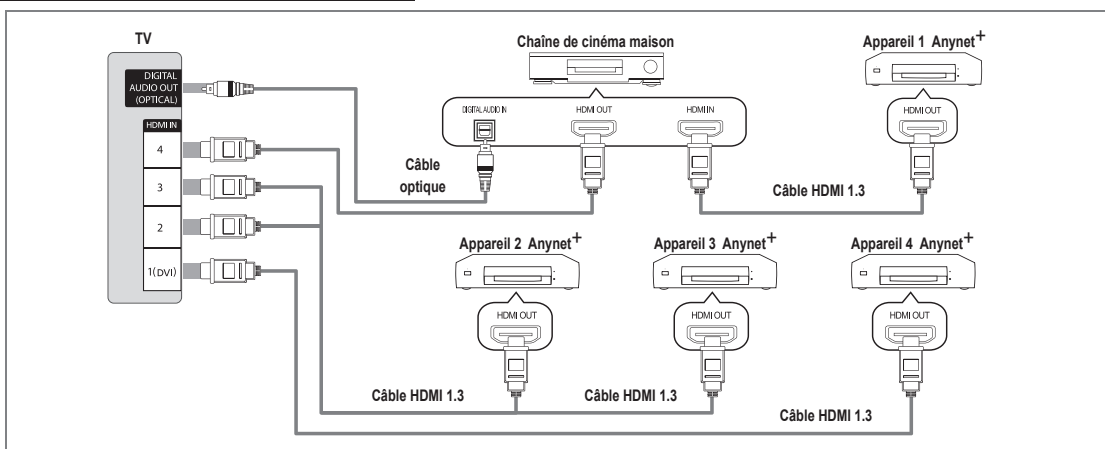 TV
Chaîne de cinéma maison
Appareil 1 Anynet+
DIGITAL
AUDIO OUT
(OPTICAL)
HDMI IN
4
3
2
1(DVI)
DIGITAL AUDIO IN
HDMI OUT
HDMI IN
HDMI OUT
Câble
optique
Câble HDMI 1.3
Appareil 2 Anynet+
Appareil 3 Anynet+
Appareil 4 Anynet+
HDMI OUT
HDMI OUT
HDMI OUT
Câble HDMI 1.3
Câble HDMI 1.3
Câble HDMI 1.3